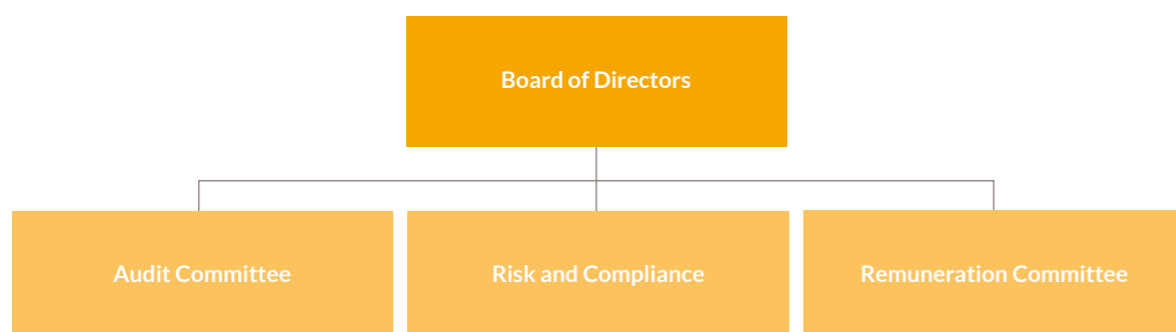 Board of Directors
Audit Committee
Risk and Compliance
Remuneration Committee